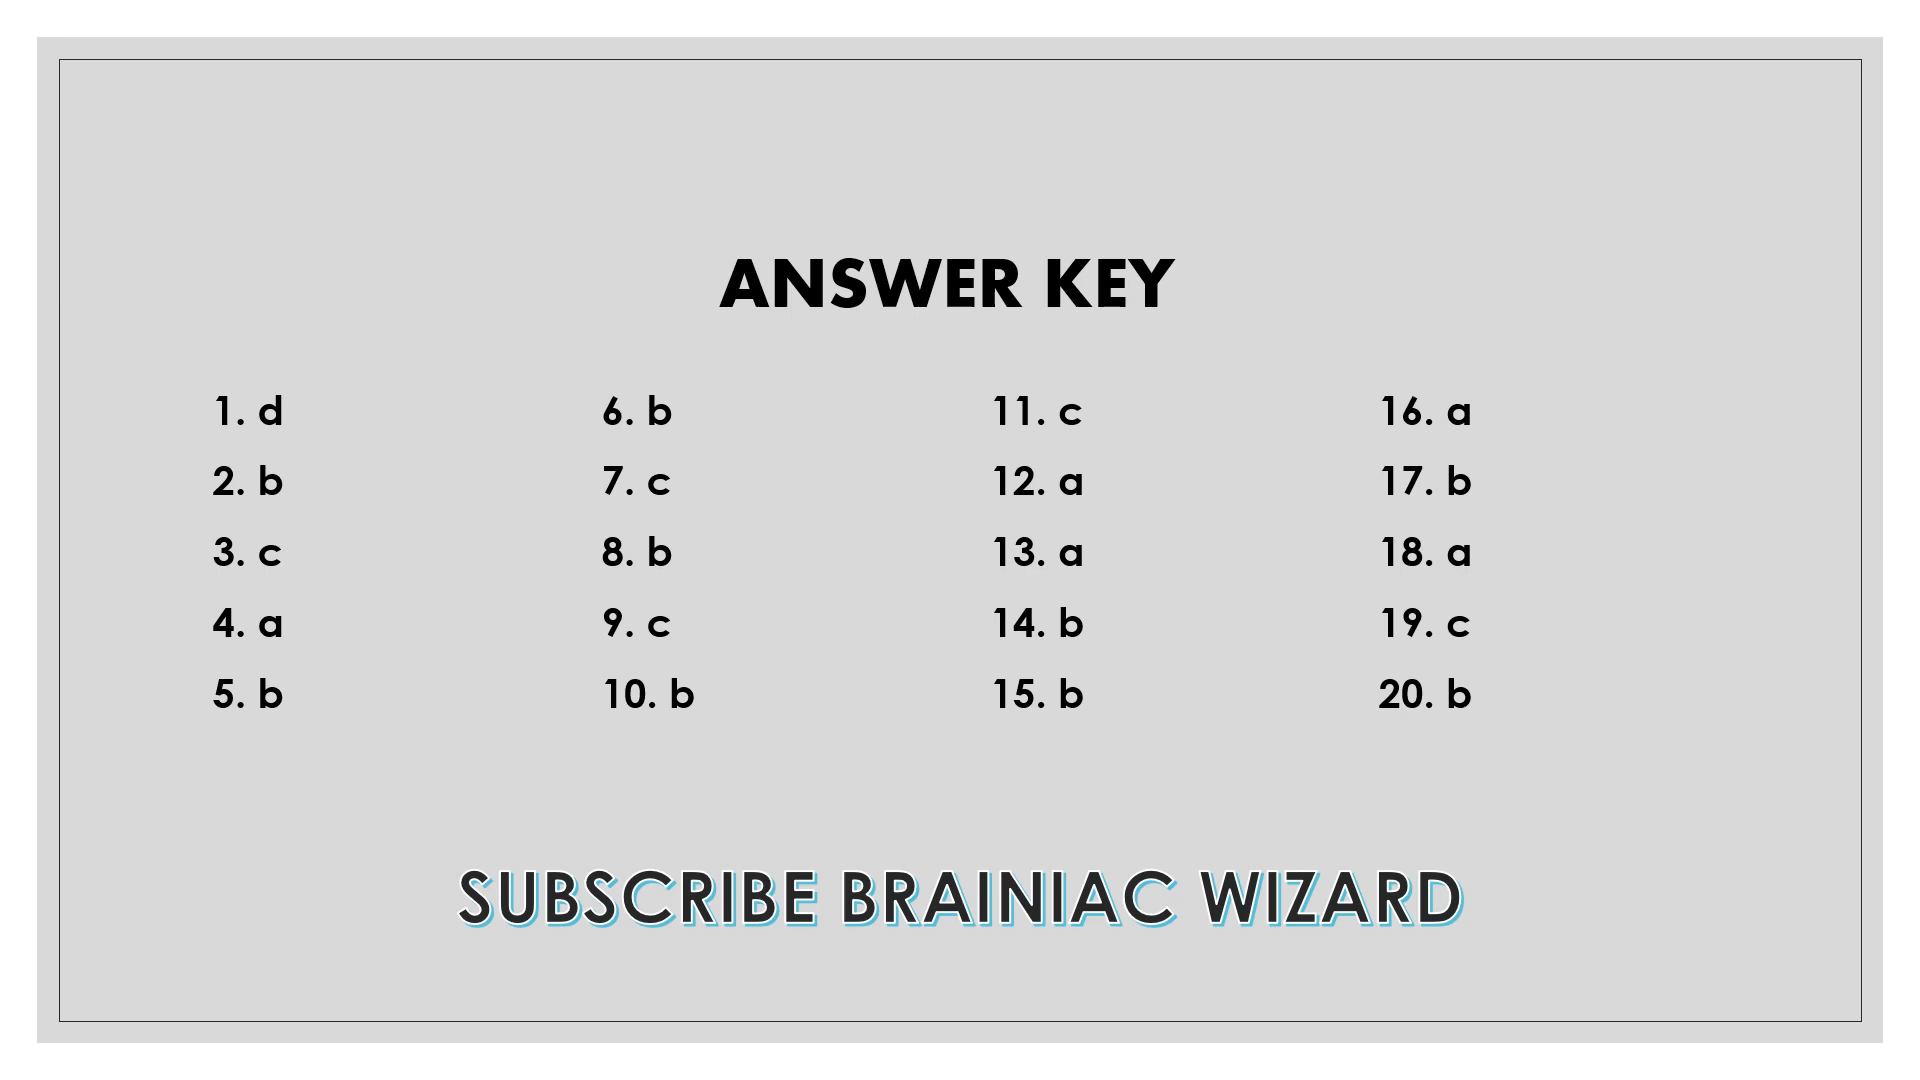 ANSWER KEY
1. d
2. b
3. c
4. a
5. b
6. b
7. c
8. b
9. c
10. b
11. c
12. a
13. a
14. b
15. b
16. a
17. b
18. a
19. c
20. b
SUBSCRIBE BRAINIAC WIZARD